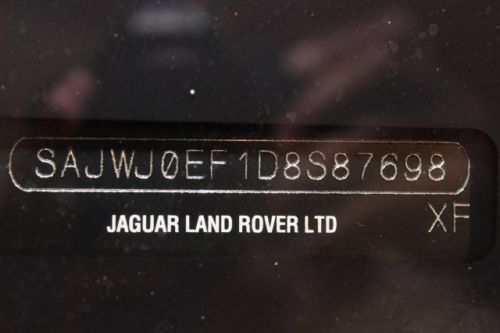 SAJWJ0EF1D8S87698
JAGUAR LAND ROVER LTD
XF